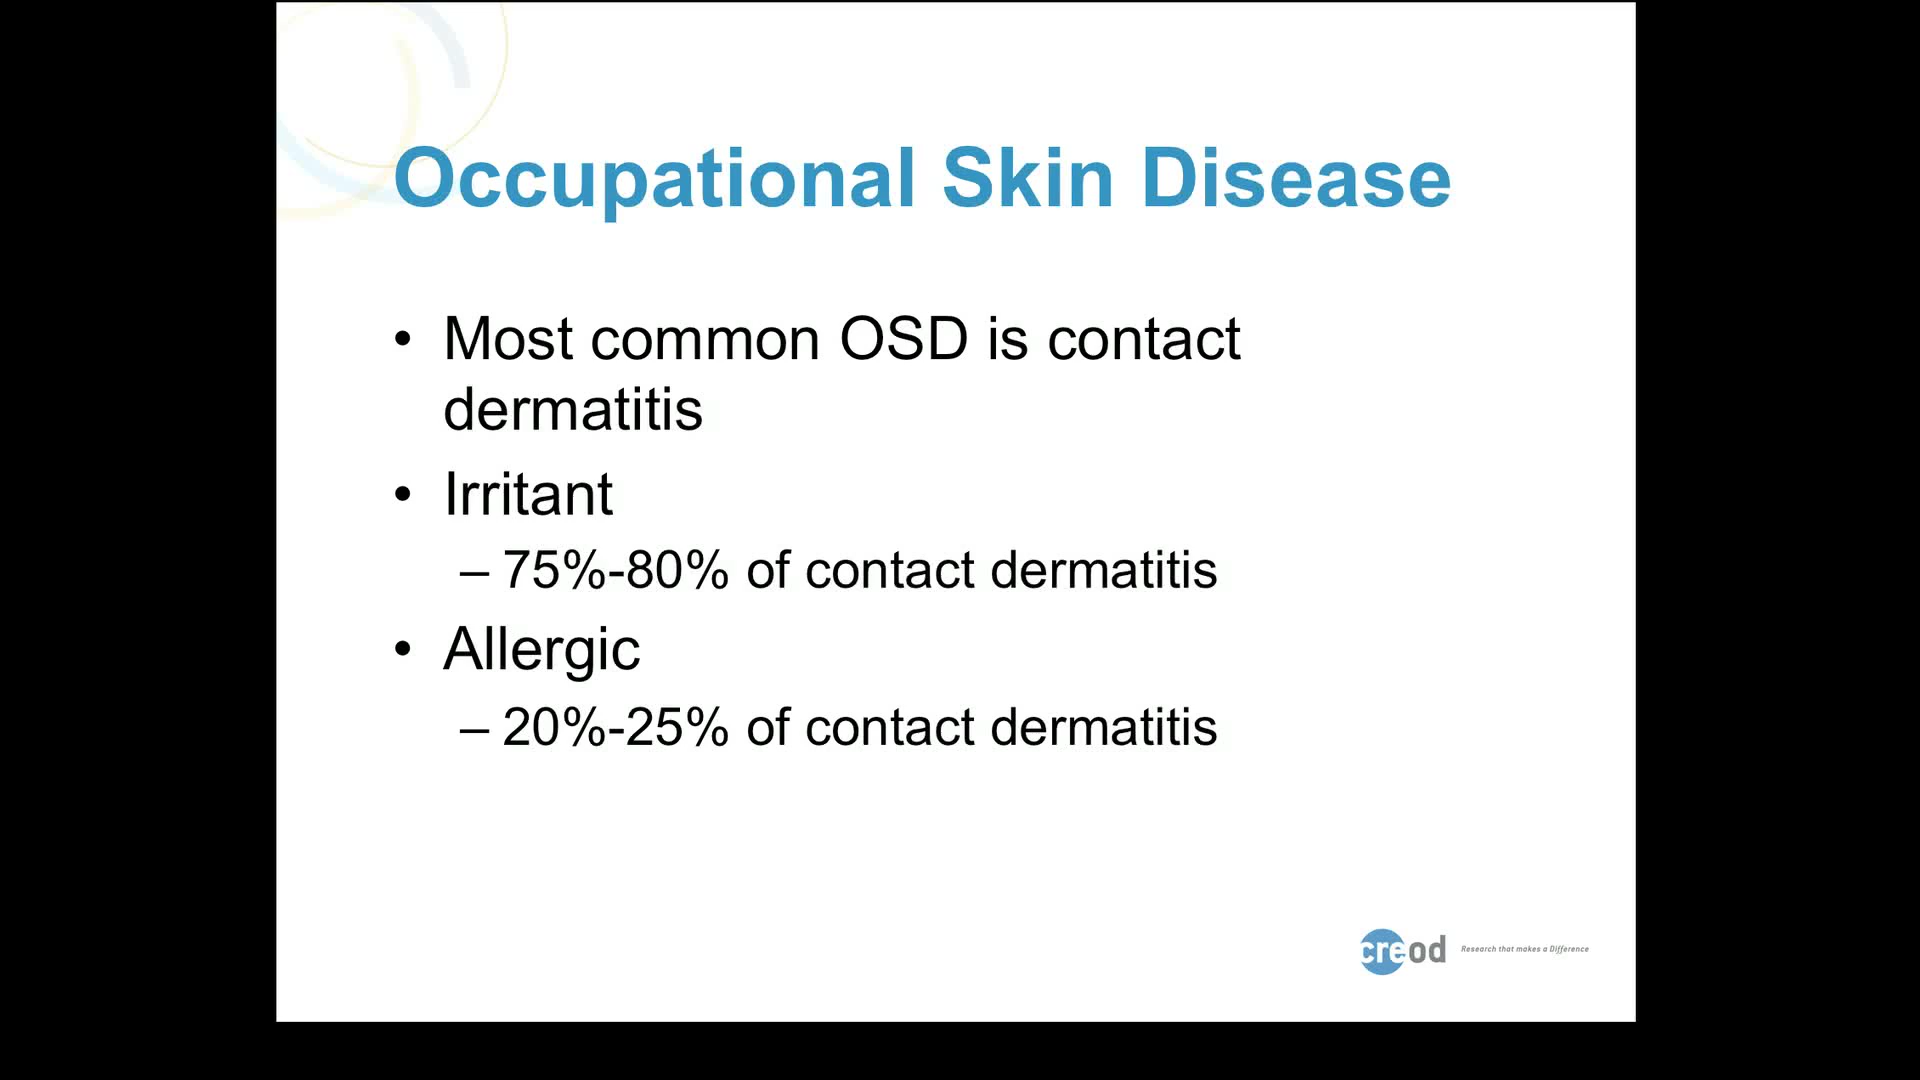 Occupational Skin Disease
• Most common OSD is contact
dermatitis
• Irritant
– 75%-80% of contact dermatitis
• Allergic
– 20%-25% of contact dermatitis
creod Research that makes a Difference